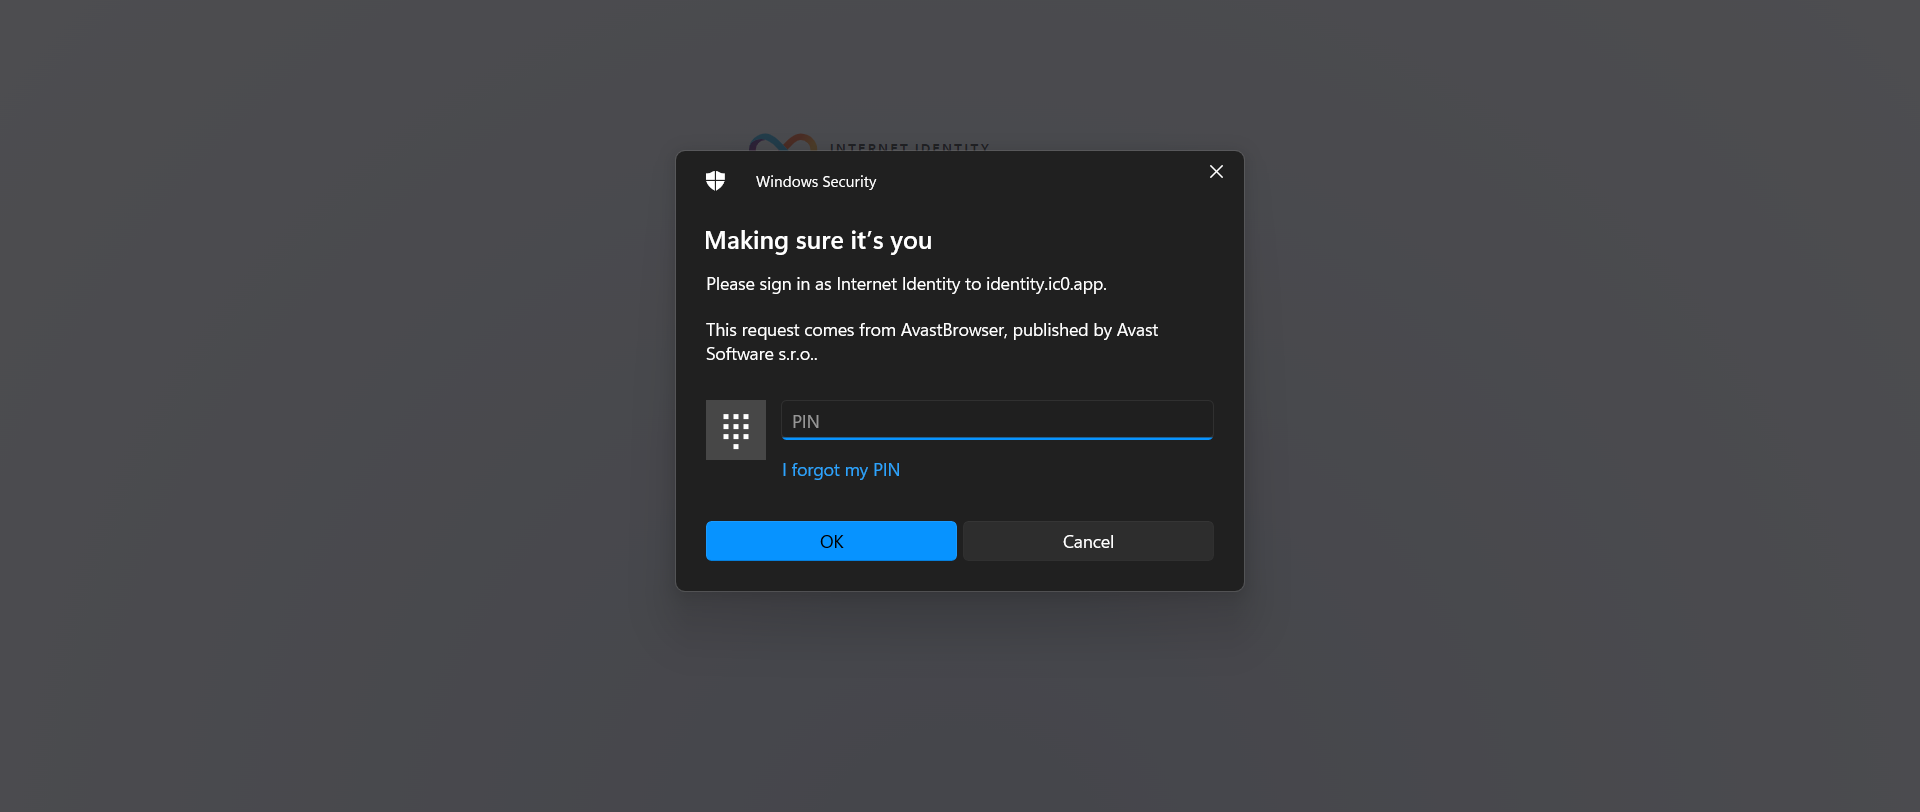 INTERNET IDENTITY
Windows Security
Making sure it's you
Please sign in as Internet Identity to identity.ic0.app.
This request comes from AvastBrowser, published by Avast
Software s.r.o..
PIN
I forgot my PIN
OK
Cancel